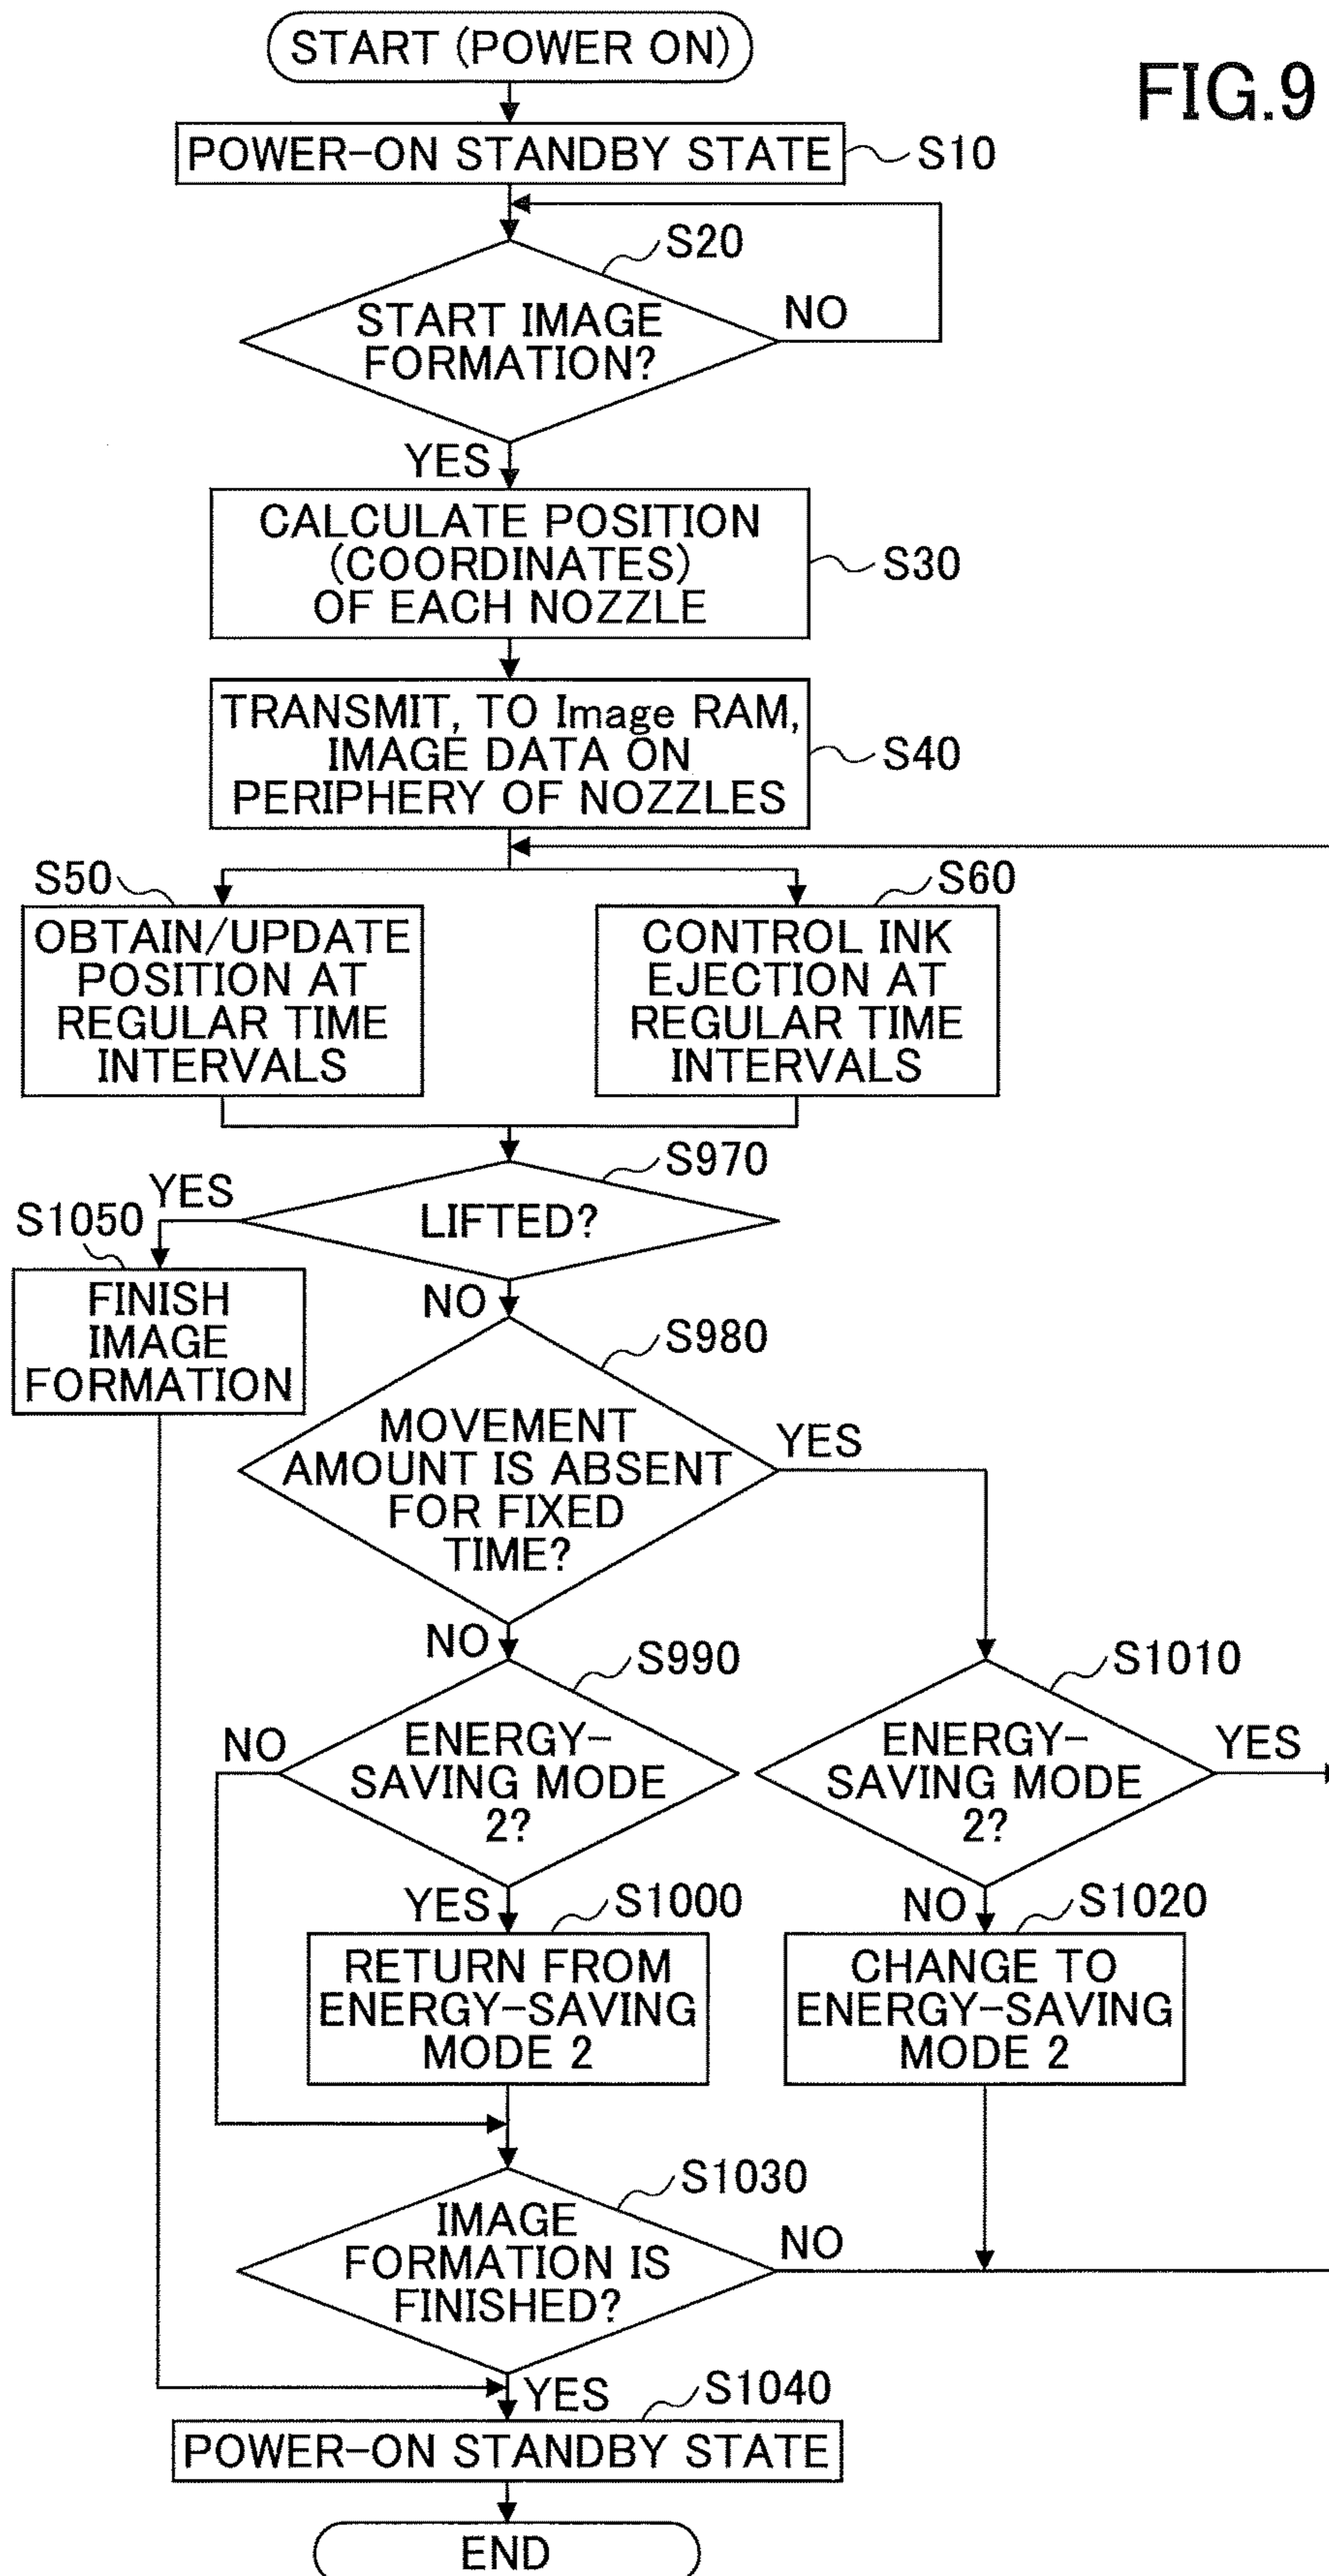 START (POWER ON)
FIG.9
POWER-ON STANDBY STATE
S10
S20
START IMAGE
FORMATION?
NO
YES
CALCULATE POSITION
(COORDINATES)
OF EACH NOZZLE
S30
TRANSMIT, TO Image RAM,
IMAGE DATA ON
PERIPHERY OF NOZZLES
S40
S50
OBTAIN/UPDATE
POSITION AT
REGULAR TIME
INTERVALS
S60
CONTROL INK
EJECTION AT
REGULAR TIME
INTERVALS
S970
LIFTED?
YES
S1050
FINISH
IMAGE
FORMATION
NO
S980
MOVEMENT
AMOUNT IS ABSENT
FOR FIXED
TIME?
YES
NO
S990
ENERGY-
SAVING MODE
2?
NO
YES
S1010
ENERGY-
SAVING MODE
2?
YES
NO
S1000
RETURN FROM
ENERGY-SAVING
MODE 2
S1020
CHANGE TO
ENERGY-SAVING
MODE 2
S1030
IMAGE
FORMATION IS
FINISHED?
NO
YES
S1040
POWER-ON STANDBY STATE
END